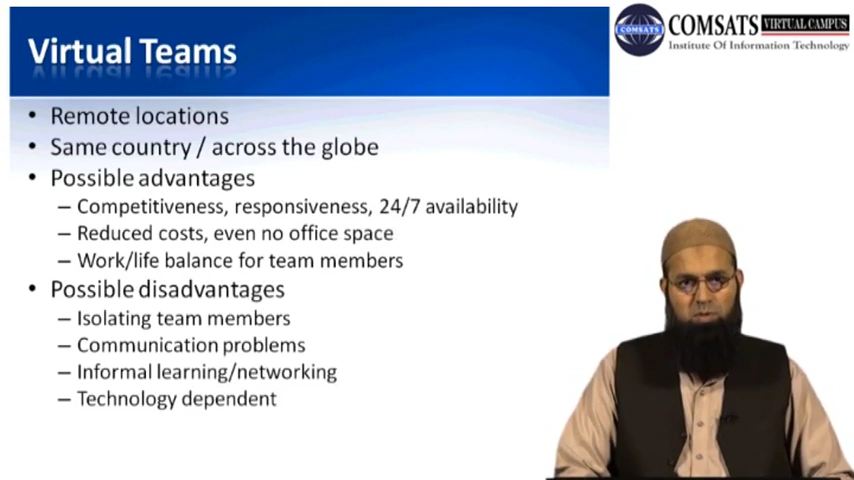 Virtual Teams
COMSATS VIRTUAL CAMPUS
COMSATS
Institute Of Information Technology
• Remote locations
• Same country / across the globe
• Possible advantages
– Competitiveness, responsiveness, 24/7 availability
– Reduced costs, even no office space
– Work/life balance for team members
• Possible disadvantages
– Isolating team members
– Communication problems
– Informal learning/networking
– Technology dependent